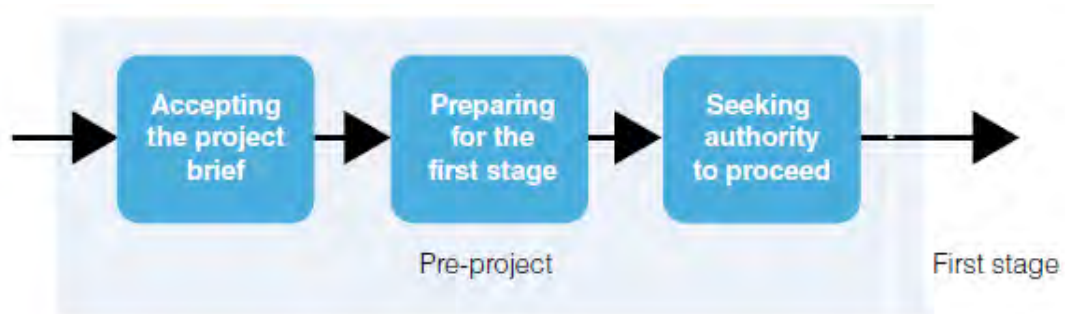 Accepting
the project
brief
Preparing
for the
first stage
Seeking
authority
to proceed
Pre-project
First stage